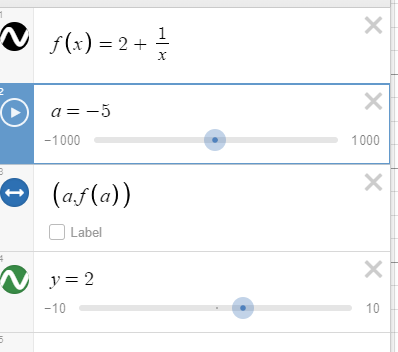 1
f(x) = 2 + 1/x
2
a = −5
−1000 1000
3
(a,f(a))
Label
4
y = 2
−10 10
5